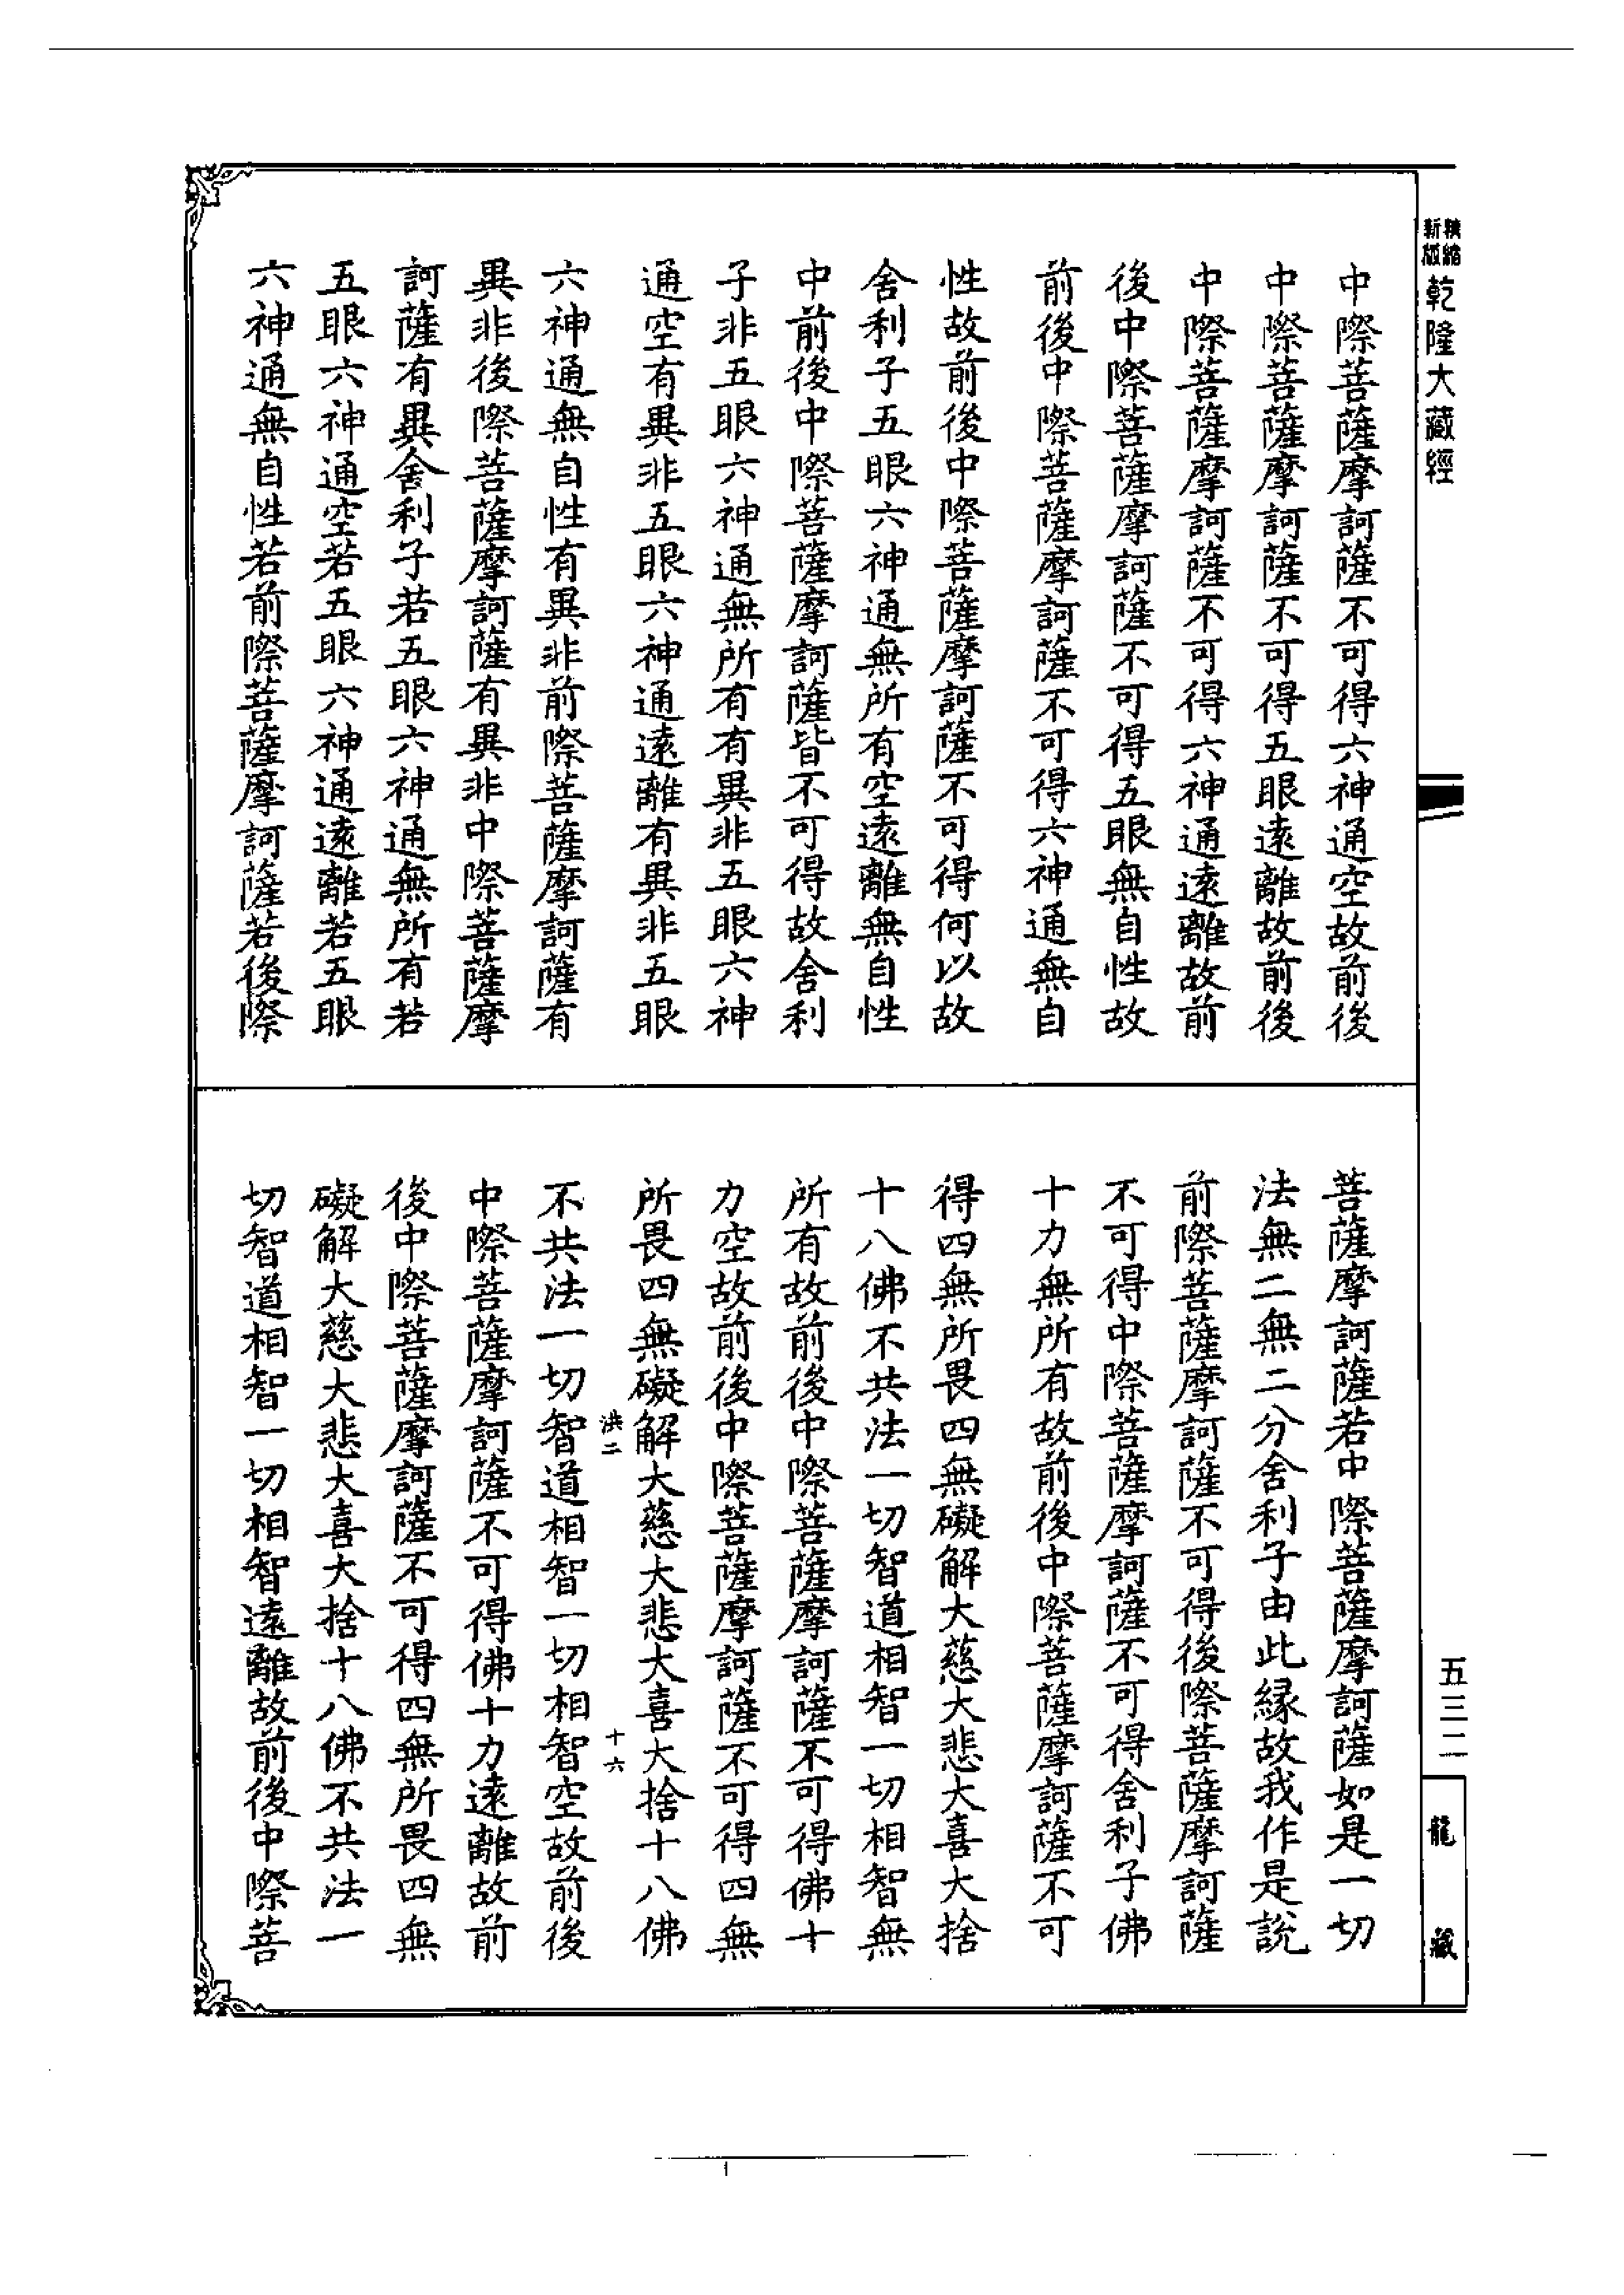 精縮新版
乾隆大藏經
中際菩薩摩訶薩不可得六神通空故前後
中際菩薩摩訶薩不可得五眼遠離故前後
中際菩薩摩訶薩不可得六神通遠離故前
後中際菩薩摩訶薩不可得五眼無自性故
前後中際菩薩摩訶薩不可得六神通無自
性故前後中際菩薩摩訶薩不可得何以故
舍利子五眼六神通無所有空遠離無自性
中前後中際菩薩摩訶薩皆不可得故舍利
子非五眼六神通無所有有異非五眼六神
通空有異非五眼六神通遠離有異非五眼
六神通無自性有異非前際菩薩摩訶薩有
異非後際菩薩摩訶薩有異非中際菩薩摩
訶薩有異舍利子若五眼六神通無所有若
五眼六神通空若五眼六神通遠離若五眼
六神通無自性若前際菩薩摩訶薩若後際
菩薩摩訶薩若中際菩薩摩訶薩如是一切
法無二無二分舍利子由此緣故我作是說
前際菩薩摩訶薩不可得後際菩薩摩訶薩
不可得中際菩薩摩訶薩不可得舍利子佛
十力無所有故前後中際菩薩摩訶薩不可
得四無所畏四無礙解大慈大悲大喜大捨
十八佛不共法一切智道相智一切相智無
所有故前後中際菩薩摩訶薩不可得佛十
力空故前後中際菩薩摩訶薩不可得四無
所畏四無礙解大慈大悲大喜大捨十八佛
洪二 十六
不共法一切智道相智一切相智空故前後
中際菩薩摩訶薩不可得佛十力遠離故前
後中際菩薩摩訶薩不可得四無所畏四無
礙解大慈大悲大喜大捨十八佛不共法一
切智道相智一切相智遠離故前後中際菩
五三二
龍藏